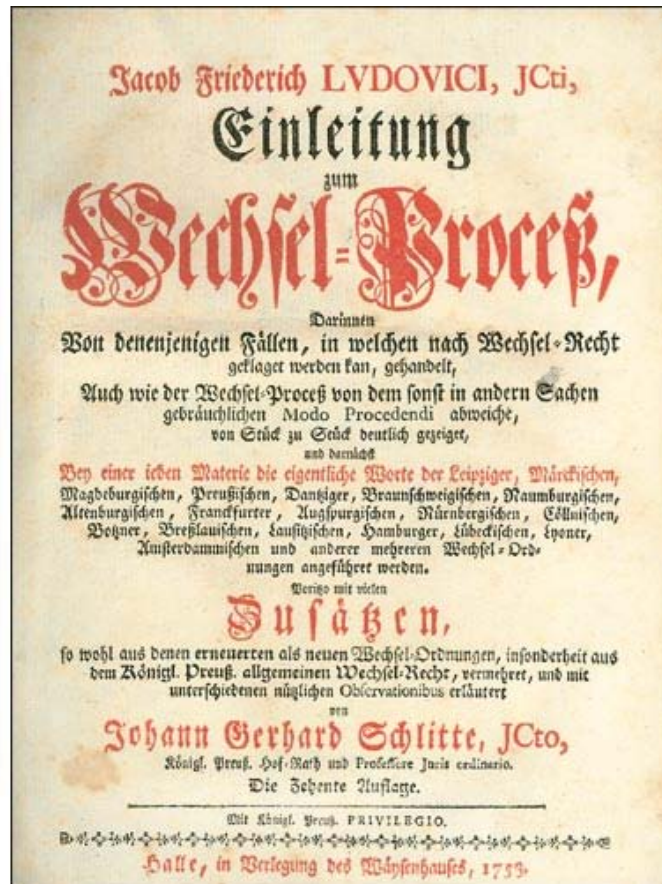 Jacob Friederich LVDOVICI, JCti,
Einleitung
zum
Wechsel-Proceß,
Darinnen
Von denenjenigen Fällen, in welchen nach Wechsel-Recht
geklaget werden kan, gehandelt,
Auch wie der Wechsel-Proceß von dem sonst in andern Sachen
gebräuchlichen Modo Procedendi abweiche,
von Stück zu Stück deutlich gezeiget,
und darnächst
Bey einer ieden Materie die eigentliche Worte der Leipziger, Märckischen,
Magdeburgischen, Preußischen, Dantziger, Braunschweigischen, Naumburgischen,
Altenburgischen, Franckfurter, Augspurgischen, Nürnbergischen, Cöllnischen,
Botzner, Breßlauischen, Lausitzischen, Hamburger, Lübeckischen, Lyoner,
Amsterdammischen und anderer mehreren Wechsel-Ord-
nungen angeführet werden.
Voritzo mit vielen
Zusätzen,
so wohl aus denen erneuerten als neuen Wechsel-Ordnungen, insonderheit aus
dem Königl. Preuß. allgemeinen Wechsel-Recht, vermehret, und mit
unterschiedenen nützlichen Observationibus erläutert
von
Johann Gerhard Schlitte, JCto,
Königl. Preuß. Hof-Rath und Professore Juris ordinario.
Die Zehente Auflage.
Mit Königl. Preuß. PRIVILEGIO.
Halle, in Verlegung des Wäysenhauses, 1753.